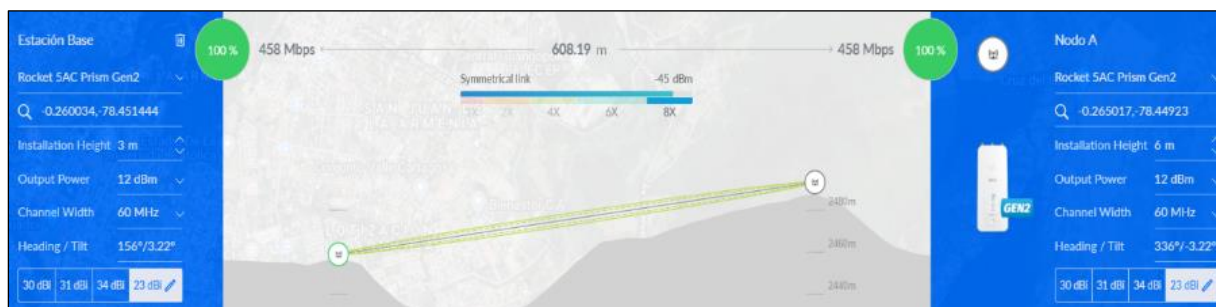 Estación Base
Rocket 5AC Prism Gen2
-0.260034,-78.451444
Installation Height 3 m
Output Power 12 dBm
Channel Width 60 MHz
Heading / Tilt 156°/3.22°
30 dBi 31 dBi 34 dBi 23 dBi
100 %
458 Mbps
608.19 m
458 Mbps
100 %
Symmetrical link -45 dBm
1X 2X 4X 6X 8X
2480m
2460m
2440m
GEN2
Nodo A
Rocket 5AC Prism Gen2
-0.265017,-78.44923
Installation Height 6 m
Output Power 12 dBm
Channel Width 60 MHz
Heading / Tilt 336°/-3.22°
30 dBi 31 dBi 34 dBi 23 dBi